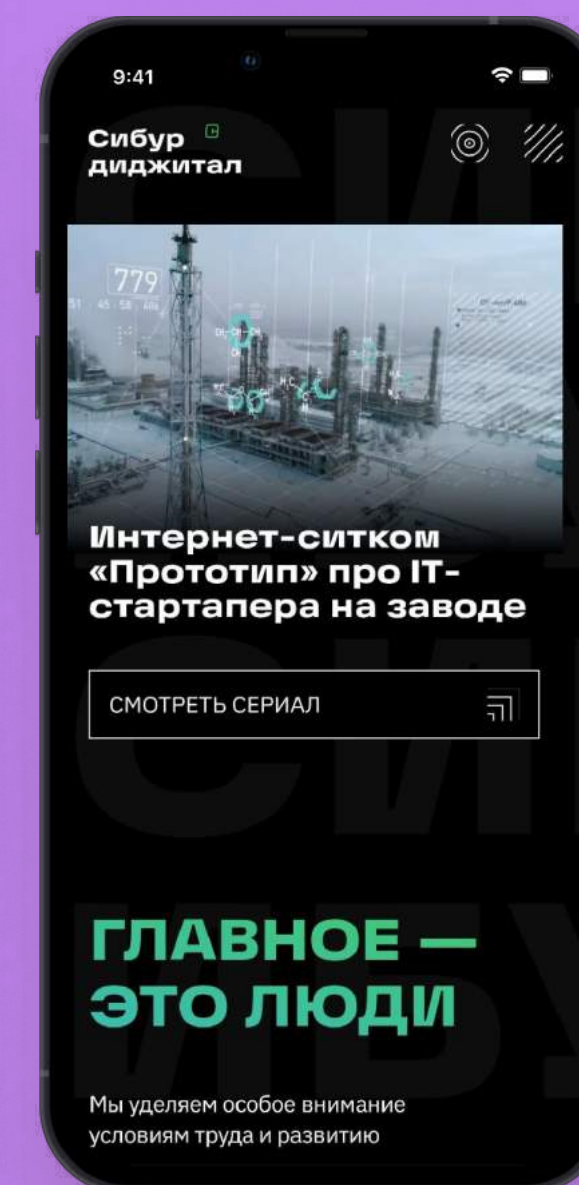 9:41
Сибур
диджитал
779
Интернет-ситком
«Прототип» про IT-
стартапера на заводе
СМОТРЕТЬ СЕРИАЛ
ГЛАВНОЕ —
ЭТО ЛЮДИ
Мы уделяем особое внимание
условиям труда и развитию